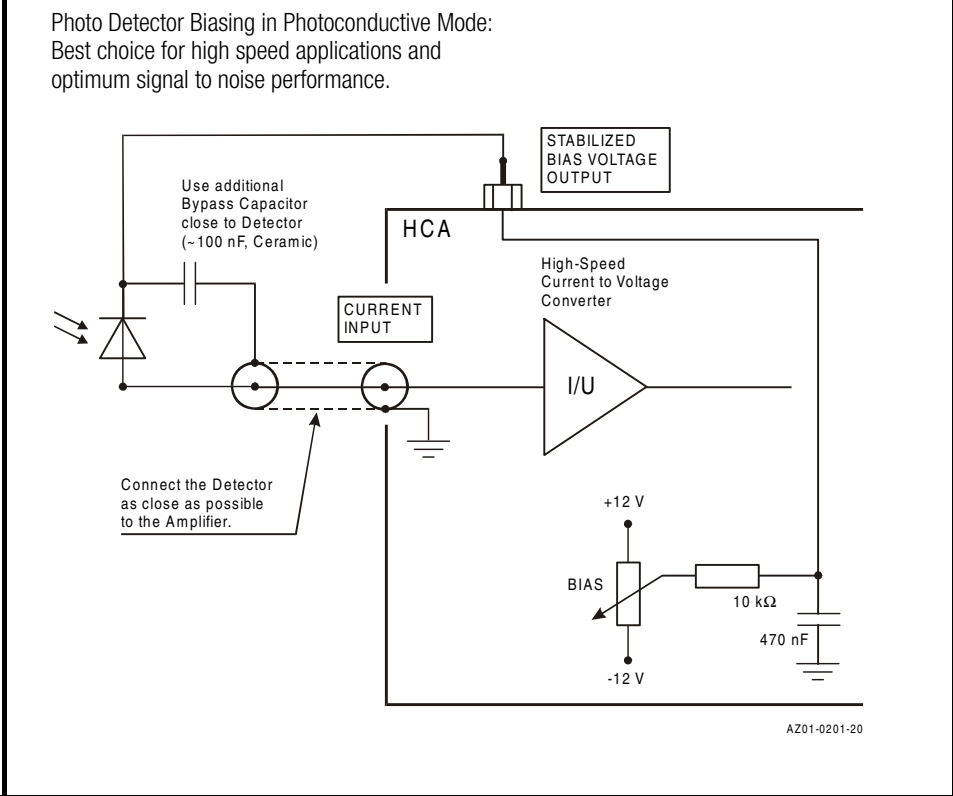 Photo Detector Biasing in Photoconductive Mode:
Best choice for high speed applications and
optimum signal to noise performance.
STABILIZED
BIAS VOLTAGE
OUTPUT
Use additional
Bypass Capacitor
close to Detector
(~100 nF, Ceramic)
HCA
High-Speed
Current to Voltage
Converter
CURRENT
INPUT
I/U
Connect the Detector
as close as possible
to the Amplifier.
+12 V
BIAS
10 kΩ
470 nF
-12 V
AZ01-0201-20